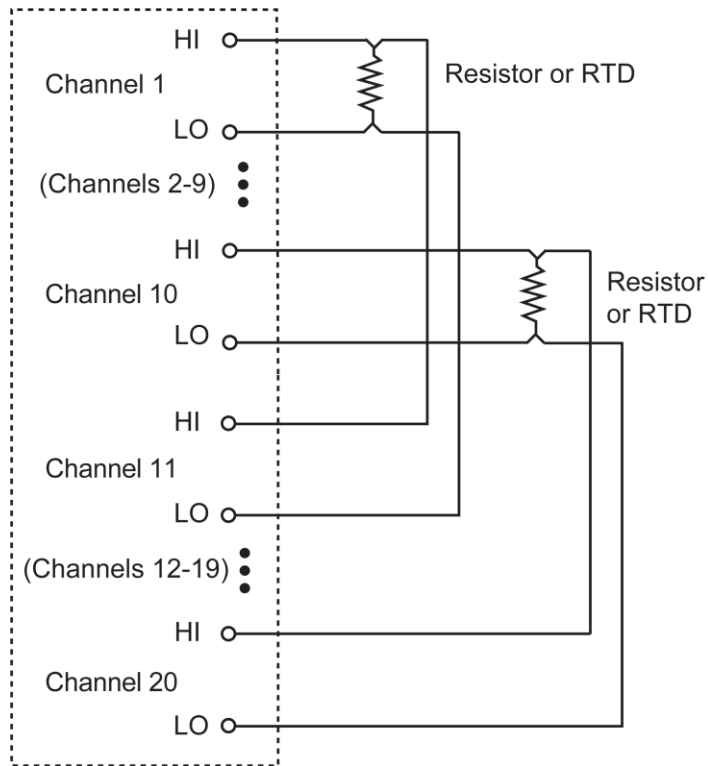 HI
Channel 1
Resistor or RTD
LO
(Channels 2-9)
HI
Channel 10
Resistor
or RTD
LO
HI
Channel 11
LO
(Channels 12-19)
HI
Channel 20
LO